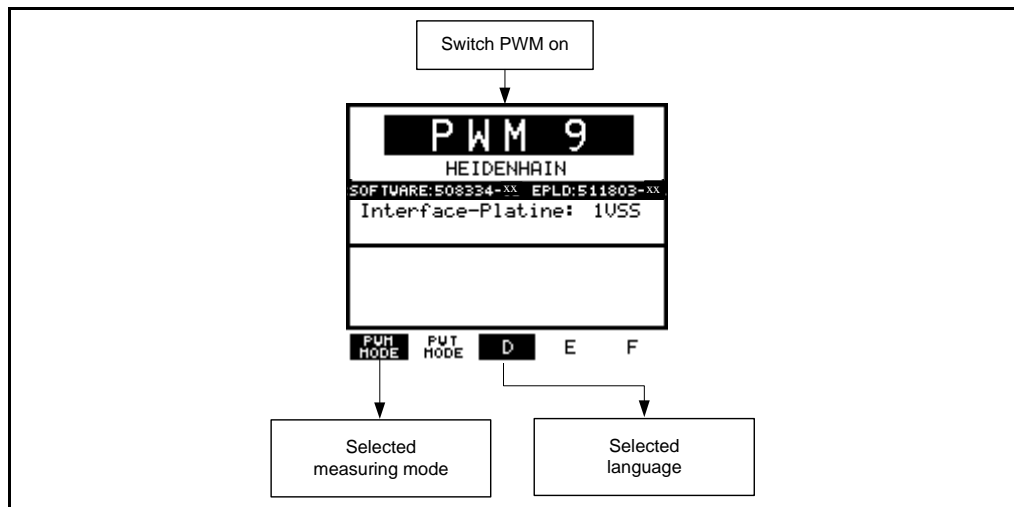 Switch PWM on
PWM 9
HEIDENHAIN
SOFTWARE:508334-xx EPLD:511803-xx
Interface-Platine: 1VSS
PWM MODE PWT MODE D E F
Selected measuring mode
Selected language